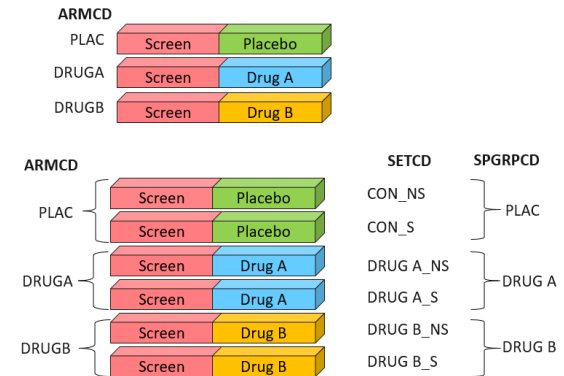 ARMCD
PLAC Screen Placebo
DRUGA Screen Drug A
DRUGB Screen Drug B
ARMCD SETCD SPGRPCD
Screen Placebo CON_NS
PLAC PLAC
Screen Placebo CON_S
Screen Drug A DRUG A_NS
DRUGA DRUG A
Screen Drug A DRUG A_S
Screen Drug B DRUG B_NS
DRUGB DRUG B
Screen Drug B DRUG B_S